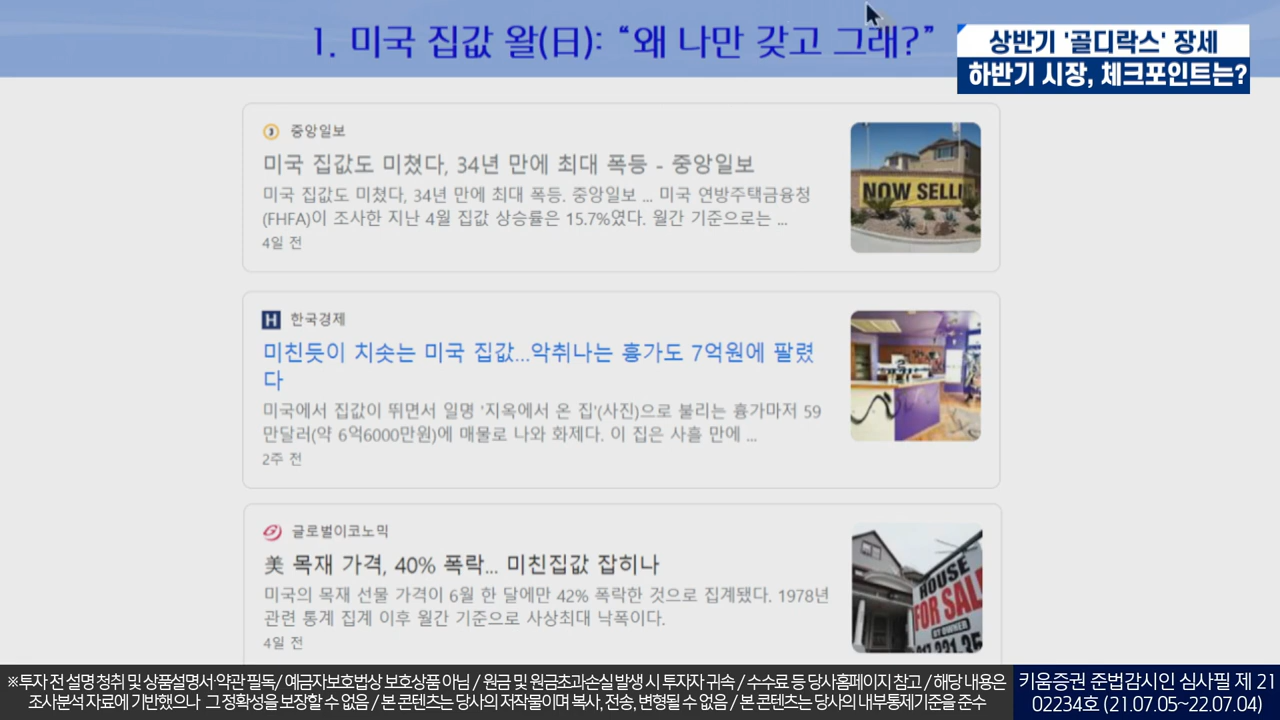 1. 미국 집값 왈(日): “왜 나만 갖고 그래?”
상반기 '골디락스' 장세
하반기 시장, 체크포인트는?
중앙일보
미국 집값도 미쳤다, 34년 만에 최대 폭등 - 중앙일보
미국 집값도 미쳤다, 34년 만에 최대 폭등. 중앙일보 ... 미국 연방주택금융청
(FHFA)이 조사한 지난 4월 집값 상승률은 15.7%였다. 월간 기준으로는 ...
4일 전
NOW SELLI
H 한국경제
미친듯이 치솟는 미국 집값...악취나는 흉가도 7억원에 팔렸
다
미국에서 집값이 뛰면서 일명 '지옥에서 온 집'(사진)으로 불리는 흉가마저 59
만달러(약 6억6000만원)에 매물로 나와 화제다. 이 집은 사흘 만에 ...
2주 전
글로벌이코노믹
美 목재 가격, 40% 폭락... 미친집값 잡히나
미국의 목재 선물 가격이 6월 한 달에만 42% 폭락한 것으로 집계됐다. 1978년
관련 통계 집계 이후 월간 기준으로 사상최대 낙폭이다.
4일 전
HOUSE
FOR SAL
BY OWNER
※투자 전 설명 청취 및 상품설명서·약관 필독/ 예금자보호법상 보호상품 아님 / 원금 및 원금초과손실 발생 시 투자자 귀속 / 수수료 등 당사홈페이지 참고 / 해당 내용은
조사분석 자료에 기반했으나 그 정확성을 보장할 수 없음 / 본 콘텐츠는 당사의 저작물이며 복사, 전송, 변형될 수 없음 / 본 콘텐츠는 당사의 내부통제기준을 준수
키움증권 준법감시인 심사필 제 21
02234호 (21.07.05~22.07.04)